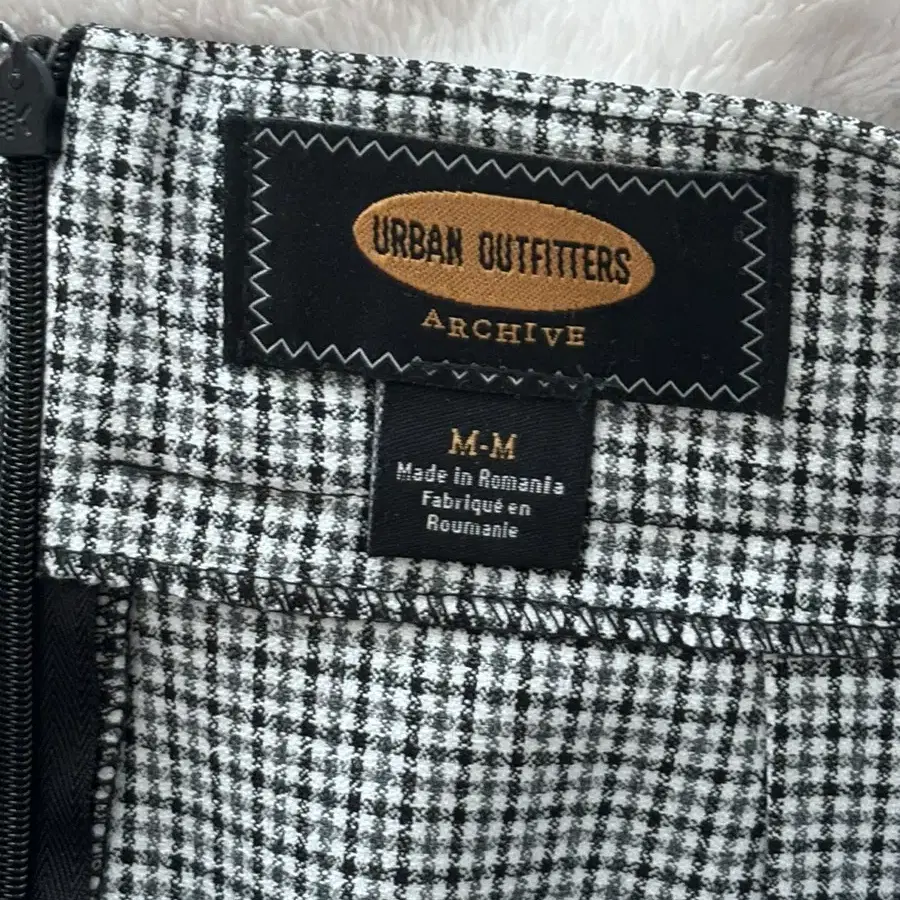 URBAN OUTFITTERS
ARCHIVE
M-M
Made in Romania
Fabriqué en
Roumanie